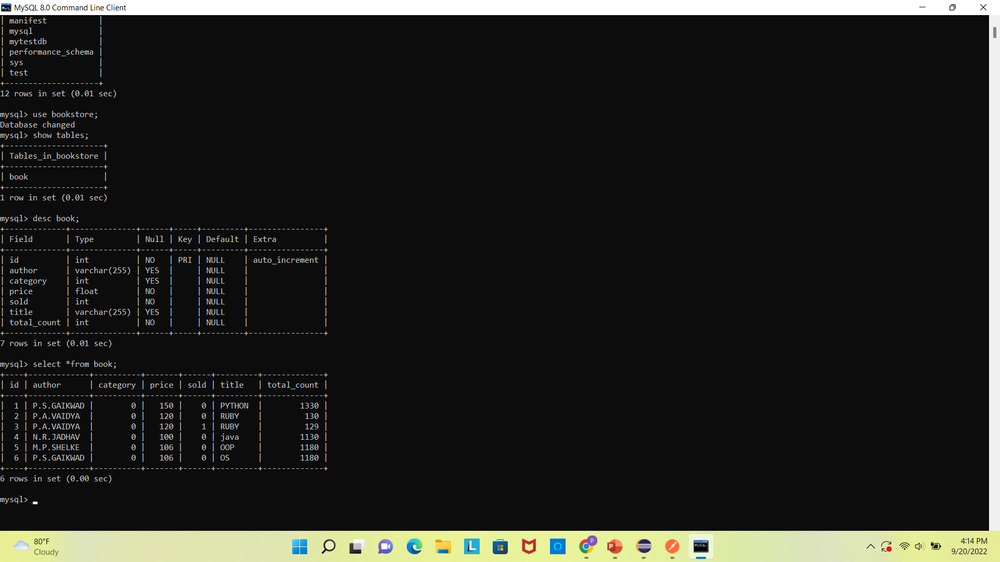 MySQL 8.0 Command Line Client
| manifest           |
| mysql              |
| mytestdb           |
| performance_schema |
| sys                |
| test               |
+--------------------+
12 rows in set (0.01 sec)
mysql> use bookstore;
Database changed
mysql> show tables;
+---------------------+
| Tables_in_bookstore |
+---------------------+
| book                |
+---------------------+
1 row in set (0.01 sec)
mysql> desc book;
+-------------+--------------+------+-----+---------+----------------+
| Field       | Type         | Null | Key | Default | Extra          |
+-------------+--------------+------+-----+---------+----------------+
| id          | int          | NO   | PRI | NULL    | auto_increment |
| author      | varchar(255) | YES  |     | NULL    |                |
| category    | int          | YES  |     | NULL    |                |
| price       | float        | NO   |     | NULL    |                |
| sold        | int          | NO   |     | NULL    |                |
| title       | varchar(255) | YES  |     | NULL    |                |
| total_count | int          | NO   |     | NULL    |                |
+-------------+--------------+------+-----+---------+----------------+
7 rows in set (0.01 sec)
mysql> select *from book;
+----+-------------+----------+-------+------+---------+-------------+
| id | author      | category | price | sold | title   | total_count |
+----+-------------+----------+-------+------+---------+-------------+
|  1 | P.S.GAIKWAD |        0 |   150 |    0 | PYTHON  |        1330 |
|  2 | P.A.VAIDYA  |        0 |   120 |    0 | RUBY    |         130 |
|  3 | P.A.VAIDYA  |        0 |   120 |    1 | RUBY    |         129 |
|  4 | N.R.JADHAV  |        0 |   100 |    0 | java    |        1130 |
|  5 | M.P.SHELKE  |        0 |   106 |    0 | OOP     |        1180 |
|  6 | P.S.GAIKWAD |        0 |   106 |    0 | OS      |        1180 |
+----+-------------+----------+-------+------+---------+-------------+
6 rows in set (0.00 sec)
mysql>
80°F
Cloudy
4:14 PM
9/20/2022